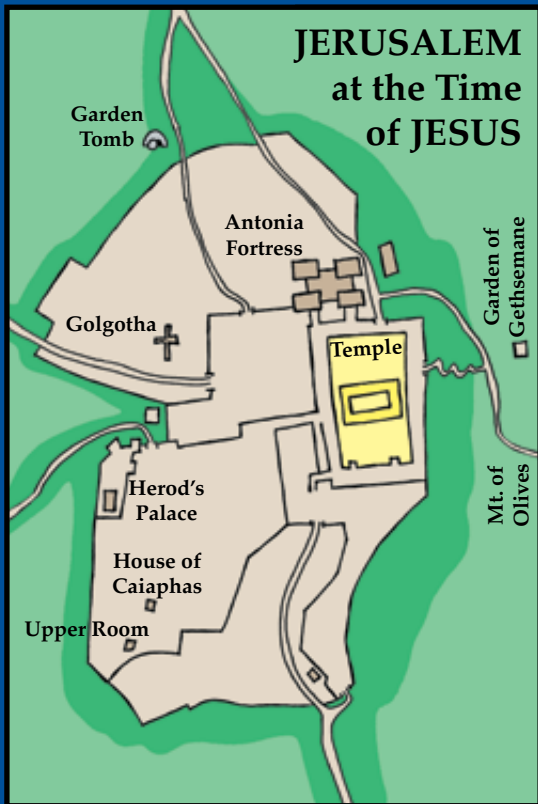 JERUSALEM
at the Time
of JESUS
Garden
Tomb
Antonia
Fortress
Garden of
Gethsemane
Golgotha
Temple
Mt. of
Olives
Herod's
Palace
House of
Caiaphas
Upper Room